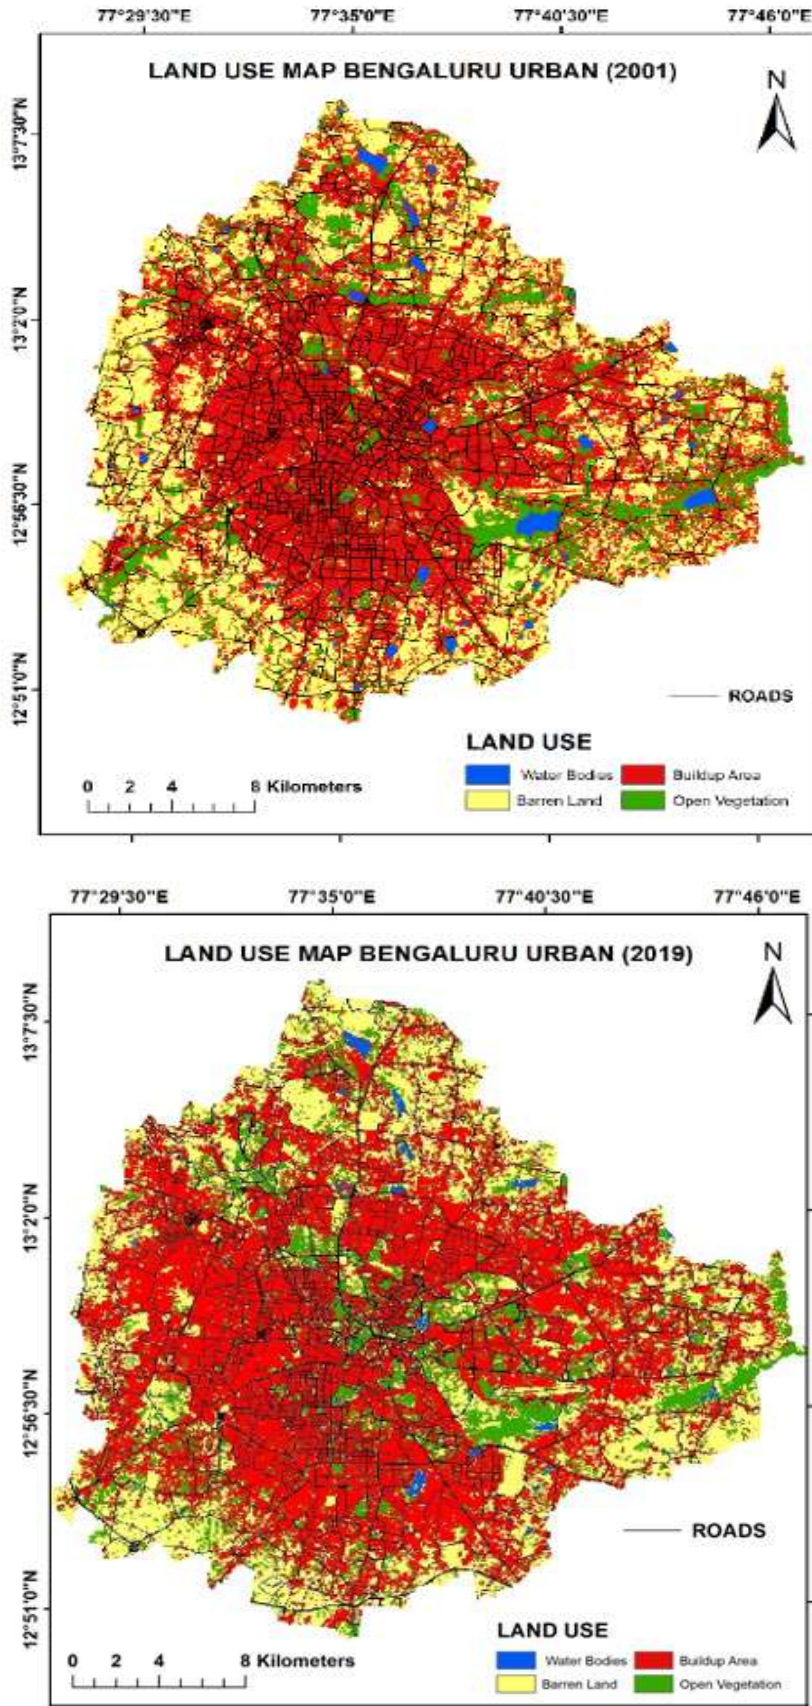 77°29'30"E 77°35'0"E 77°40'30"E 77°46'0"E
LAND USE MAP BENGALURU URBAN (2001)
N
13°7'30"N
13°2'0"N
12°56'30"N
12°51'0"N
ROADS
LAND USE
Water Bodies Buildup Area
Barren Land Open Vegetation
0 2 4 8 Kilometers
77°29'30"E 77°35'0"E 77°40'30"E 77°46'0"E
LAND USE MAP BENGALURU URBAN (2019)
N
13°7'30"N
13°2'0"N
12°56'30"N
12°51'0"N
ROADS
LAND USE
Water Bodies Buildup Area
Barren Land Open Vegetation
0 2 4 8 Kilometers